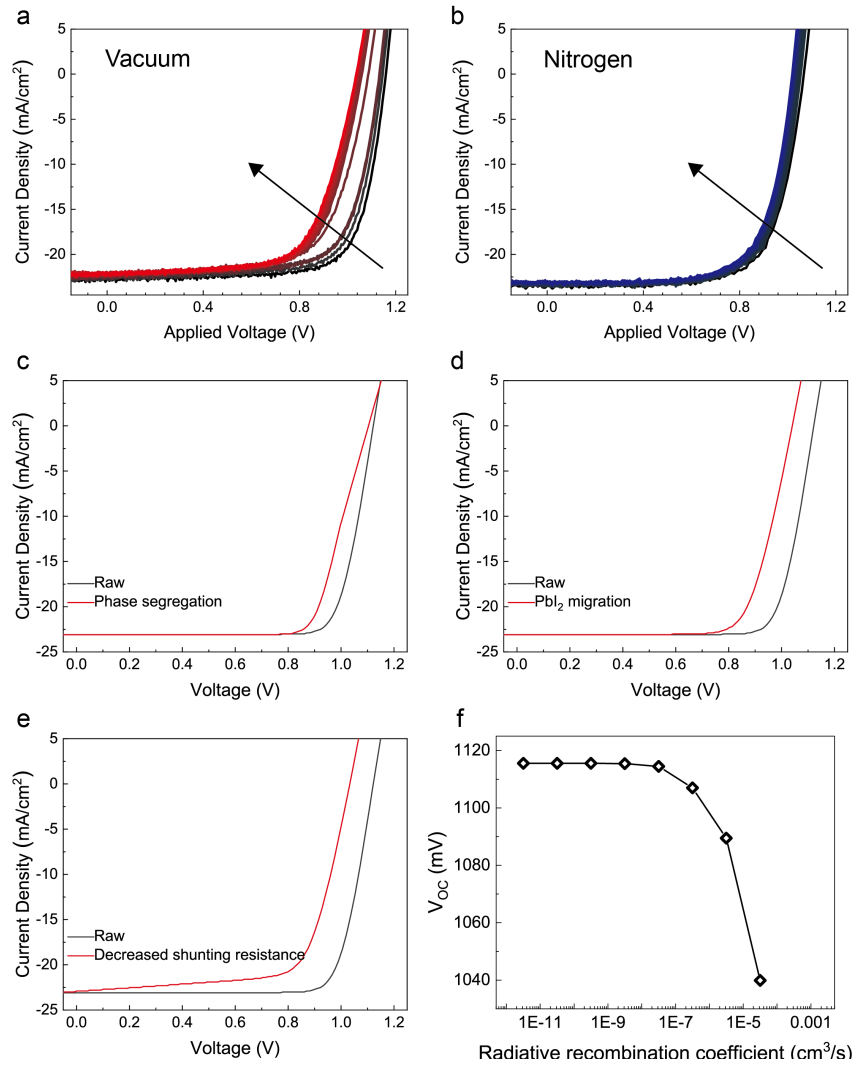 a
Vacuum
5
0
-5
-10
-15
-20
Current Density (mA/cm²)
0.0
0.4
0.8
1.2
Applied Voltage (V)
b
Nitrogen
5
0
-5
-10
-15
-20
Current Density (mA/cm²)
0.0
0.4
0.8
1.2
Applied Voltage (V)
c
5
0
-5
-10
-15
-20
-25
Current Density (mA/cm²)
Raw
Phase segregation
0.0
0.2
0.4
0.6
0.8
1.0
1.2
Voltage (V)
d
5
0
-5
-10
-15
-20
-25
Current Density (mA/cm²)
Raw
PbI₂ migration
0.0
0.2
0.4
0.6
0.8
1.0
1.2
Voltage (V)
e
5
0
-5
-10
-15
-20
-25
Current Density (mA/cm²)
Raw
Decreased shunting resistance
0.0
0.2
0.4
0.6
0.8
1.0
1.2
Voltage (V)
f
1120
1100
1080
1060
1040
V_OC (mV)
1E-11
1E-9
1E-7
1E-5
0.001
Radiative recombination coefficient (cm³/s)